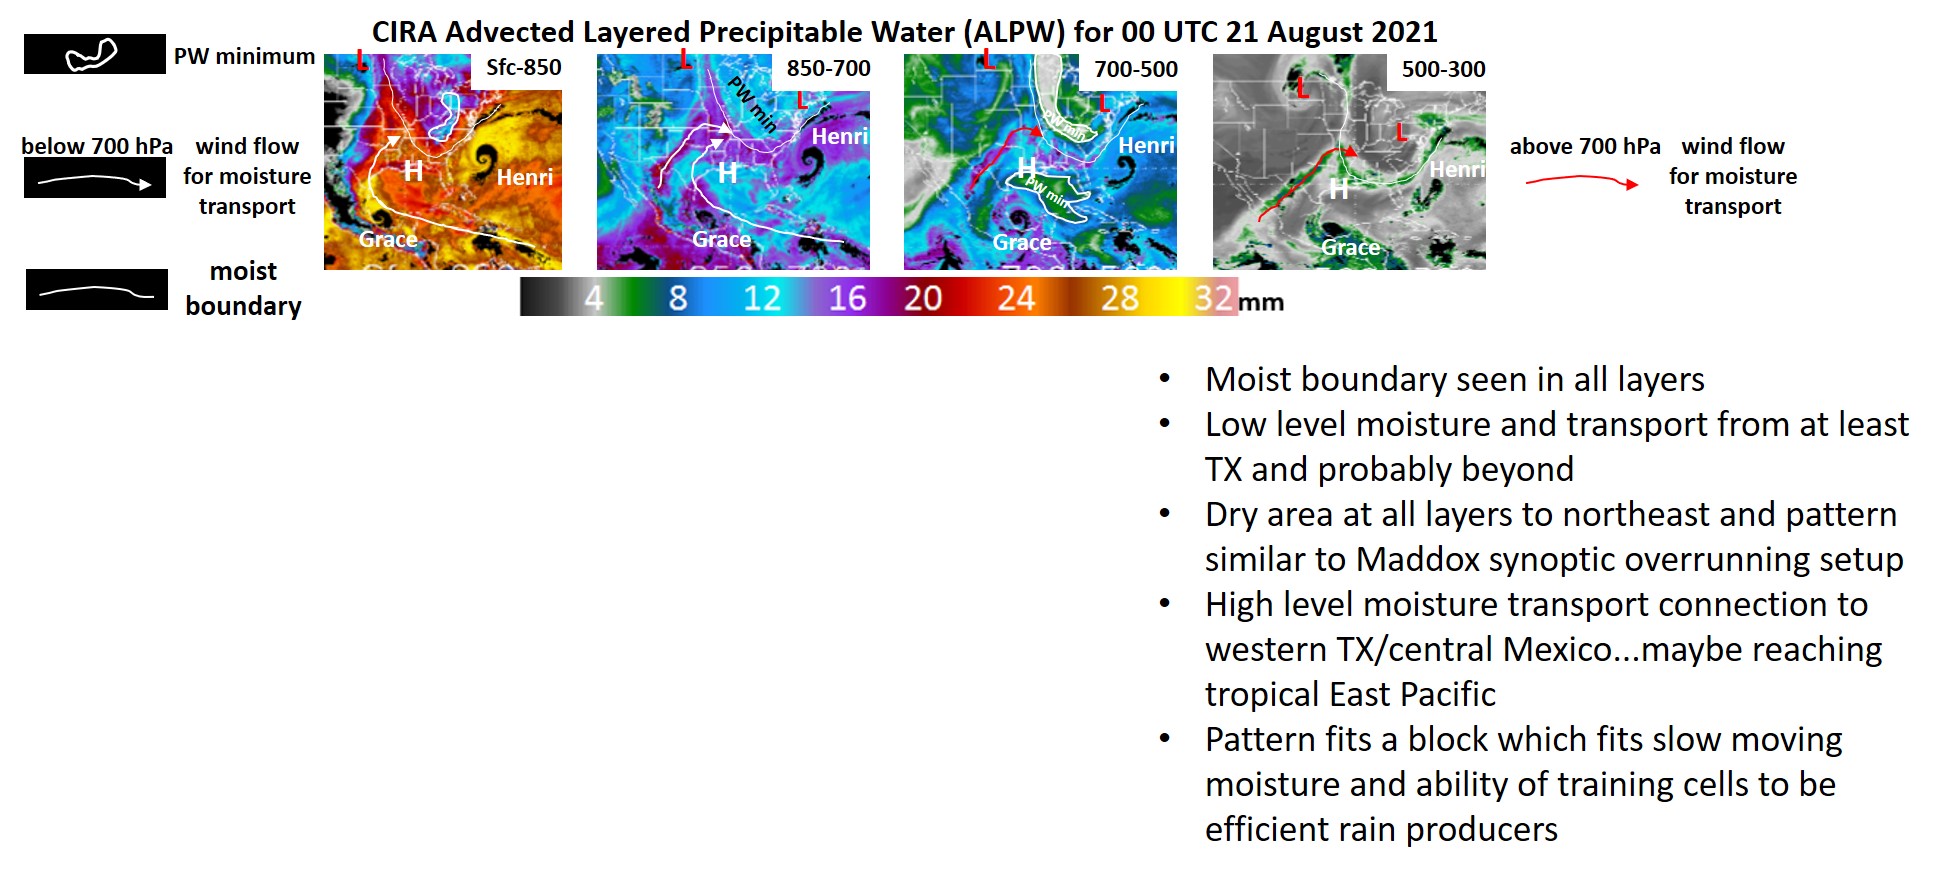 CIRA Advected Layered Precipitable Water (ALPW) for 00 UTC 21 August 2021
PW minimum
below 700 hPa
wind flow
for moisture
transport
moist
boundary
L
Sfc-850
H
Henri
Grace
L
850-700
PW min
L
Henri
H
Grace
L
700-500
L
PW min
Henri
H
PW min
Grace
L
500-300
L
Henri
H
Grace
above 700 hPa
wind flow
for moisture
transport
4 8 12 16 20 24 28 32 mm
• Moist boundary seen in all layers
• Low level moisture and transport from at least
TX and probably beyond
• Dry area at all layers to northeast and pattern
similar to Maddox synoptic overrunning setup
• High level moisture transport connection to
western TX/central Mexico...maybe reaching
tropical East Pacific
• Pattern fits a block which fits slow moving
moisture and ability of training cells to be
efficient rain producers